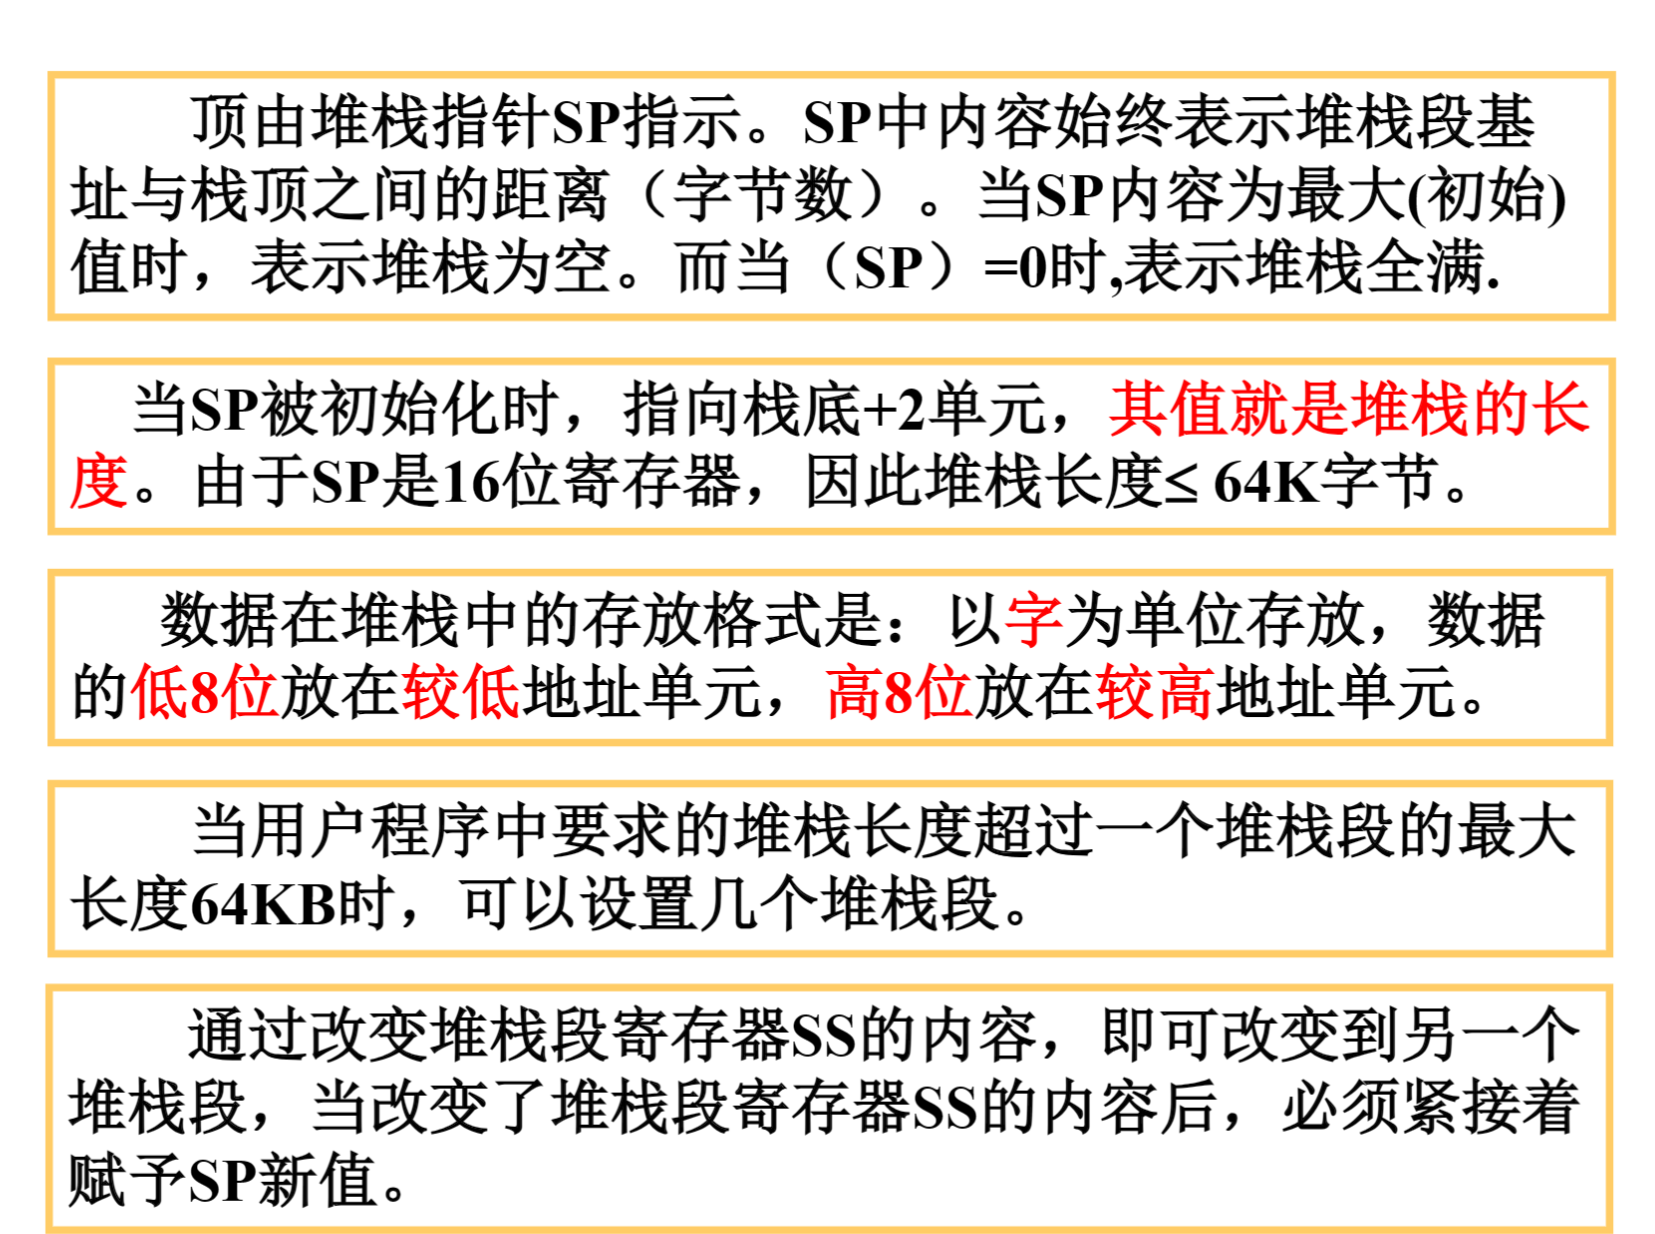 顶由堆栈指针SP指示。SP中内容始终表示堆栈段基
址与栈顶之间的距离（字节数）。当SP内容为最大(初始)
值时，表示堆栈为空。而当（SP）=0时,表示堆栈全满.
当SP被初始化时，指向栈底+2单元，其值就是堆栈的长
度。由于SP是16位寄存器，因此堆栈长度≤ 64K字节。
数据在堆栈中的存放格式是：以字为单位存放，数据
的低8位放在较低地址单元，高8位放在较高地址单元。
当用户程序中要求的堆栈长度超过一个堆栈段的最大
长度64KB时，可以设置几个堆栈段。
通过改变堆栈段寄存器SS的内容，即可改变到另一个
堆栈段，当改变了堆栈段寄存器SS的内容后，必须紧接着
赋予SP新值。